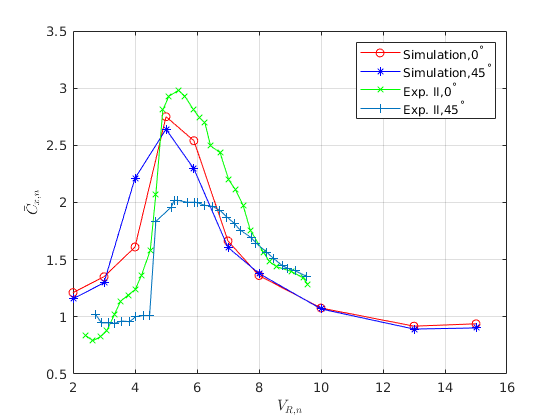 3.5
3
2.5
2
1.5
1
0.5
2 4 6 8 10 12 14 16
C̄x,n
VR,n
Simulation,0°
Simulation,45°
Exp. II,0°
Exp. II,45°